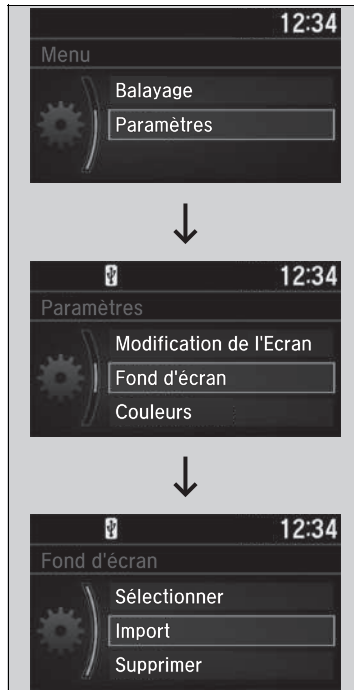 12:34
Menu
Balayage
Paramètres
12:34
Paramètres
Modification de l'Ecran
Fond d'écran
Couleurs
12:34
Fond d'écran
Sélectionner
Import
Supprimer